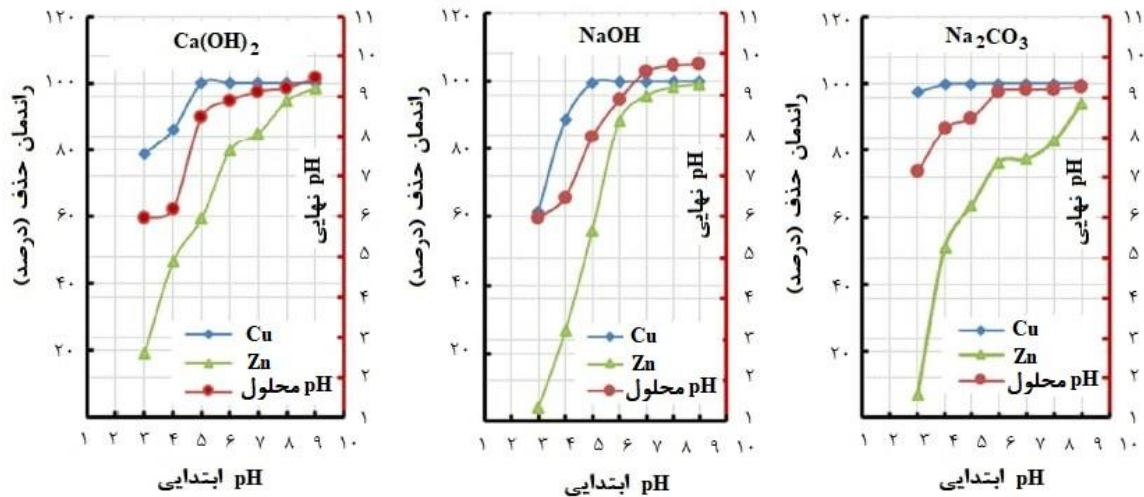 Ca(OH)2
راندمان حذف (درصد)
۱۲۰
۱۰۰
۸۰
۶۰
۴۰
۲۰
۱۱
۱۰
۹
۸
۷
۶
۵
۴
۳
۲
۱
pH نهایی
Cu
Zn
pH محلول
۱ ۲ ۳ ۴ ۵ ۶ ۷ ۸ ۹ ۱۰
pH ابتدایی
NaOH
راندمان حذف (درصد)
۱۲۰
۱۰۰
۸۰
۶۰
۴۰
۲۰
۱۱
۱۰
۹
۸
۷
۶
۵
۴
۳
۲
۱
pH نهایی
Cu
Zn
pH محلول
۱ ۲ ۳ ۴ ۵ ۶ ۷ ۸ ۹ ۱۰
pH ابتدایی
Na2CO3
راندمان حذف (درصد)
۱۲۰
۱۰۰
۸۰
۶۰
۴۰
۲۰
۱۱
۱۰
۹
۸
۷
۶
۵
۴
۳
۲
۱
pH نهایی
Cu
Zn
pH محلول
۱ ۲ ۳ ۴ ۵ ۶ ۷ ۸ ۹ ۱۰
pH ابتدایی